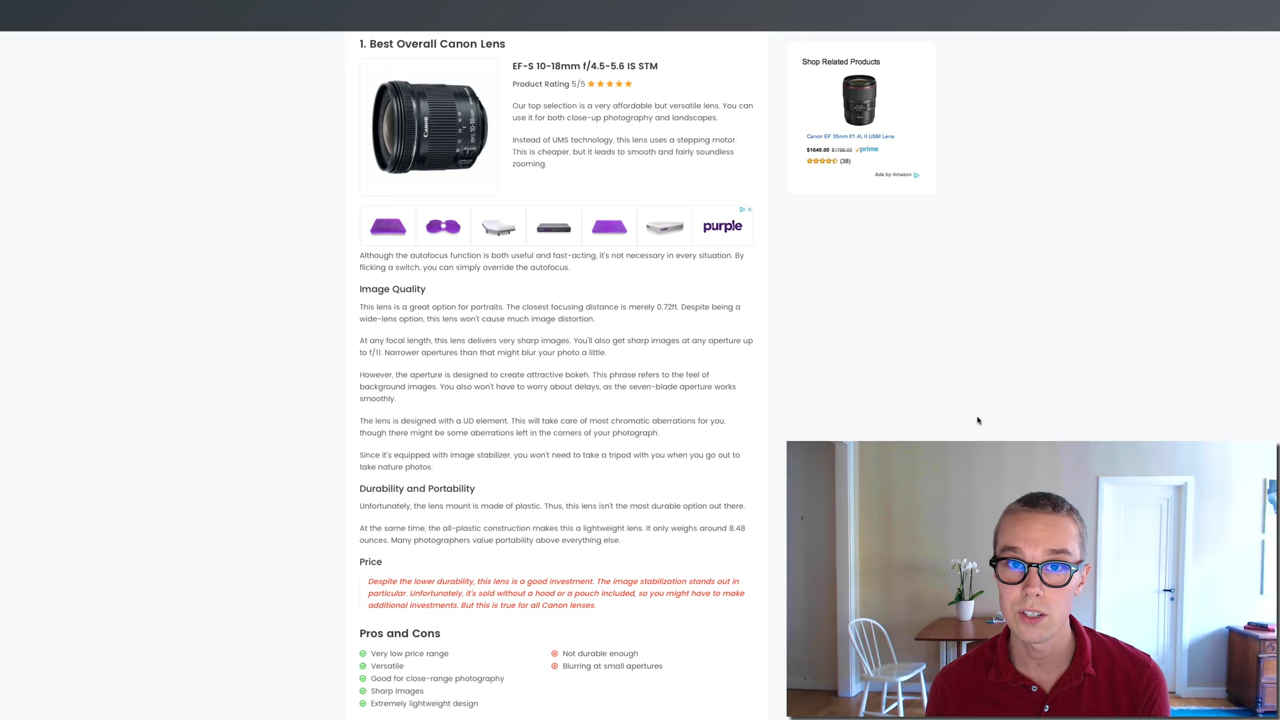 1. Best Overall Canon Lens
Canon
EF-S 10-18mm f/4.5-5.6 IS STM
Product Rating 5/5
Our top selection is a very affordable but versatile lens. You can
use it for both close-up photography and landscapes.
Instead of UMS technology, this lens uses a stepping motor.
This is cheaper, but it leads to smooth and fairly soundless
zooming.
purple
Although the autofocus function is both useful and fast-acting, it's not necessary in every situation. By
flicking a switch, you can simply override the autofocus.
Image Quality
This lens is a great option for portraits. The closest focusing distance is merely 0.72ft. Despite being a
wide-lens option, this lens won't cause much image distortion.
At any focal length, this lens delivers very sharp images. You'll also get sharp images at any aperture up
to f/11. Narrower apertures than that might blur your photo a little.
However, the aperture is designed to create attractive bokeh. This phrase refers to the feel of
background images. You also won't have to worry about delays, as the seven-blade aperture works
smoothly.
The lens is designed with a UD element. This will take care of most chromatic aberrations for you,
though there might be some aberrations left in the corners of your photograph.
Since it's equipped with image stabilizer, you won't need to take a tripod with you when you go out to
take nature photos.
Durability and Portability
Unfortunately, the lens mount is made of plastic. Thus, this lens isn't the most durable option out there.
At the same time, the all-plastic construction makes this a lightweight lens. It only weighs around 8.48
ounces. Many photographers value portability above everything else.
Price
Despite the lower durability, this lens is a good investment. The image stabilization stands out in
particular. Unfortunately, it's sold without a hood or a pouch included, so you might have to make
additional investments. But this is true for all Canon lenses.
Pros and Cons
Very low price range
Versatile
Good for close-range photography
Sharp images
Extremely lightweight design
Not durable enough
Blurring at small apertures
Shop Related Products
Canon EF 35mm f/1.4L II USM Lens
$1649.00 $1799.00 prime
(38)
Ads by Amazon